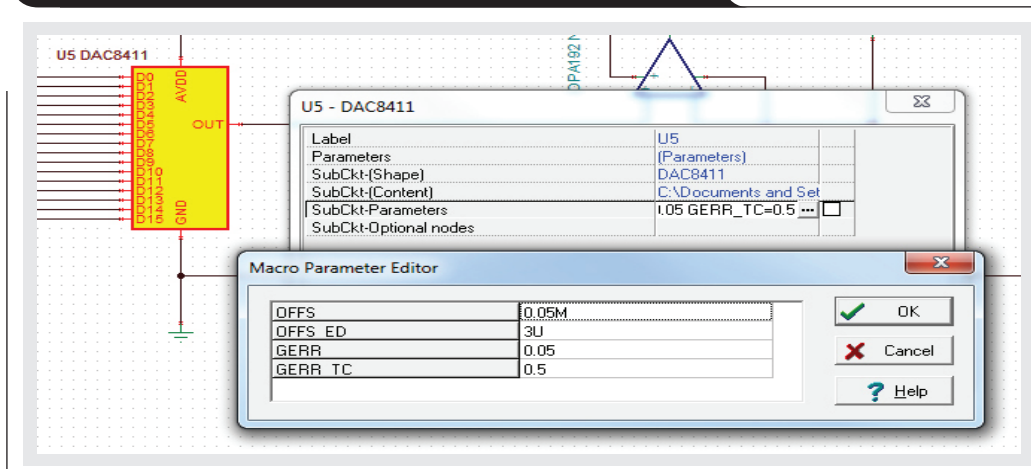 U5 DAC8411
D0
D1
D2
D3
D4
D5
D6
D7
D8
D9
D10
D11
D12
D13
D14
D15
AVDD
OUT
GND
OPA192 N
U5 - DAC8411
Label U5
Parameters (Parameters)
SubCkt-(Shape) DAC8411
SubCkt-(Content) C:\Documents and Set
SubCkt-Parameters ).05 GERR_TC=0.5 ...
SubCkt-Optional nodes
Macro Parameter Editor
OFFS 0.05M
OFFS_ED 3U
GERR 0.05
GERR_TC 0.5
OK
Cancel
? Help